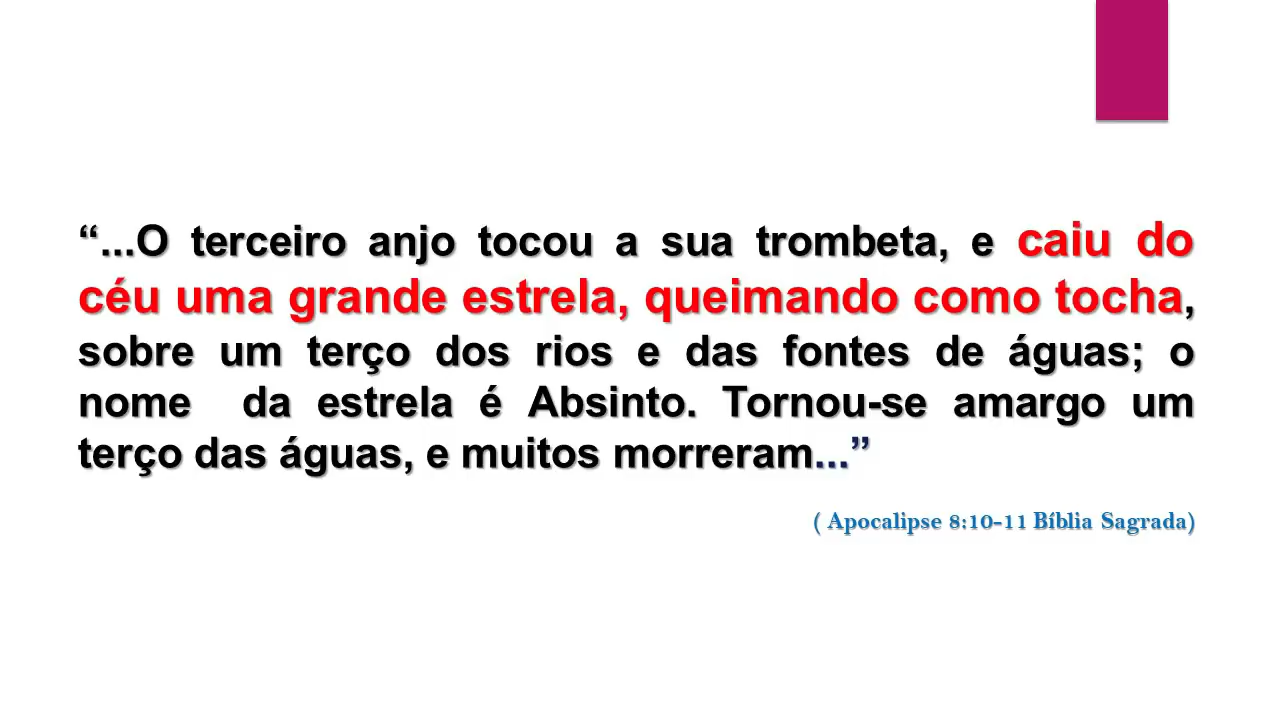 “...O terceiro anjo tocou a sua trombeta, e caiu do
céu uma grande estrela, queimando como tocha,
sobre um terço dos rios e das fontes de águas; o
nome da estrela é Absinto. Tornou-se amargo um
terço das águas, e muitos morreram...”
( Apocalipse 8:10-11 Bíblia Sagrada)